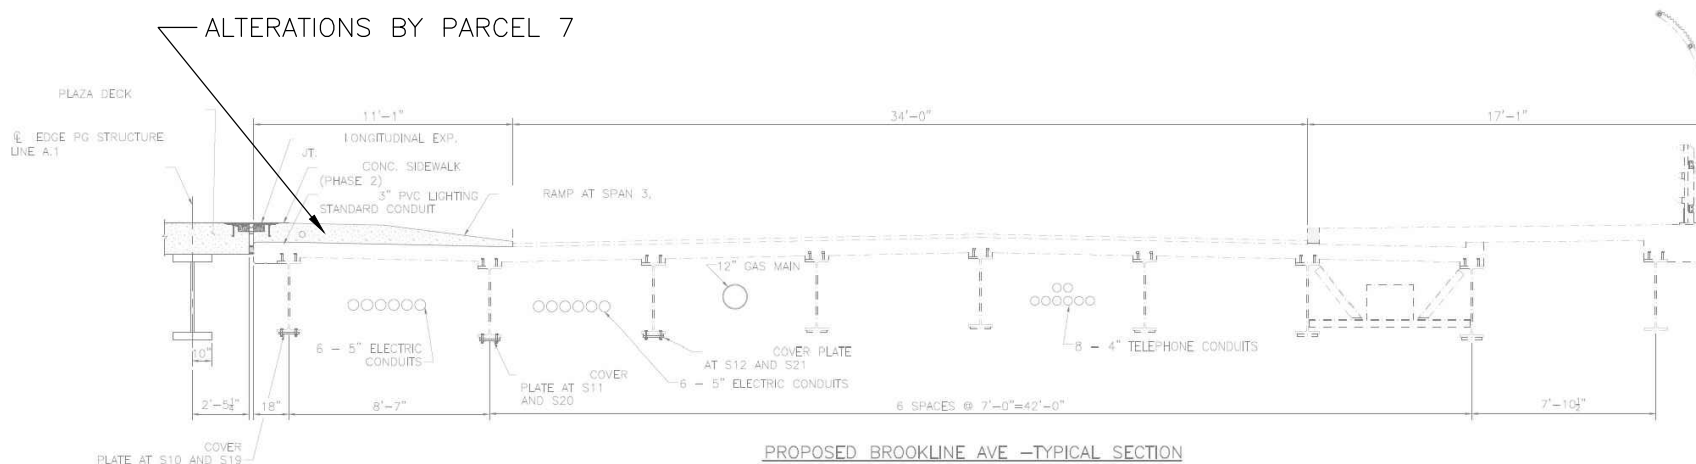 ALTERATIONS BY PARCEL 7
PLAZA DECK
11'-1"
34'-0"
17'-1"
℄ EDGE PG STRUCTURE
LINE A.1
LONGITUDINAL EXP.
JT.
CONC. SIDEWALK
(PHASE 2)
3" PVC LIGHTING
STANDARD CONDUIT
RAMP AT SPAN 3,
12" GAS MAIN
10"
6 - 5" ELECTRIC
CONDUITS
COVER PLATE
AT S12 AND S21
8 - 4" TELEPHONE CONDUITS
COVER
PLATE AT S11
AND S20
6 - 5" ELECTRIC CONDUITS
2'-5¼"
18"
8'-7"
6 SPACES @ 7'-0"=42'-0"
7'-10½"
COVER
PLATE AT S10 AND S19
PROPOSED BROOKLINE AVE -TYPICAL SECTION